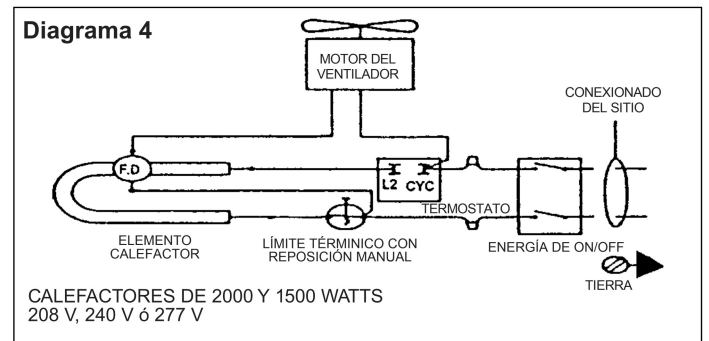 Diagrama 4
MOTOR DEL
VENTILADOR
CONEXIONADO
DEL SITIO
F.D
L2 CYC
TERMOSTATO
ELEMENTO
CALEFACTOR
LÍMITE TÉRMINICO CON
REPOSICIÓN MANUAL
ENERGÍA DE ON/OFF
TIERRA
CALEFACTORES DE 2000 Y 1500 WATTS
208 V, 240 V ó 277 V